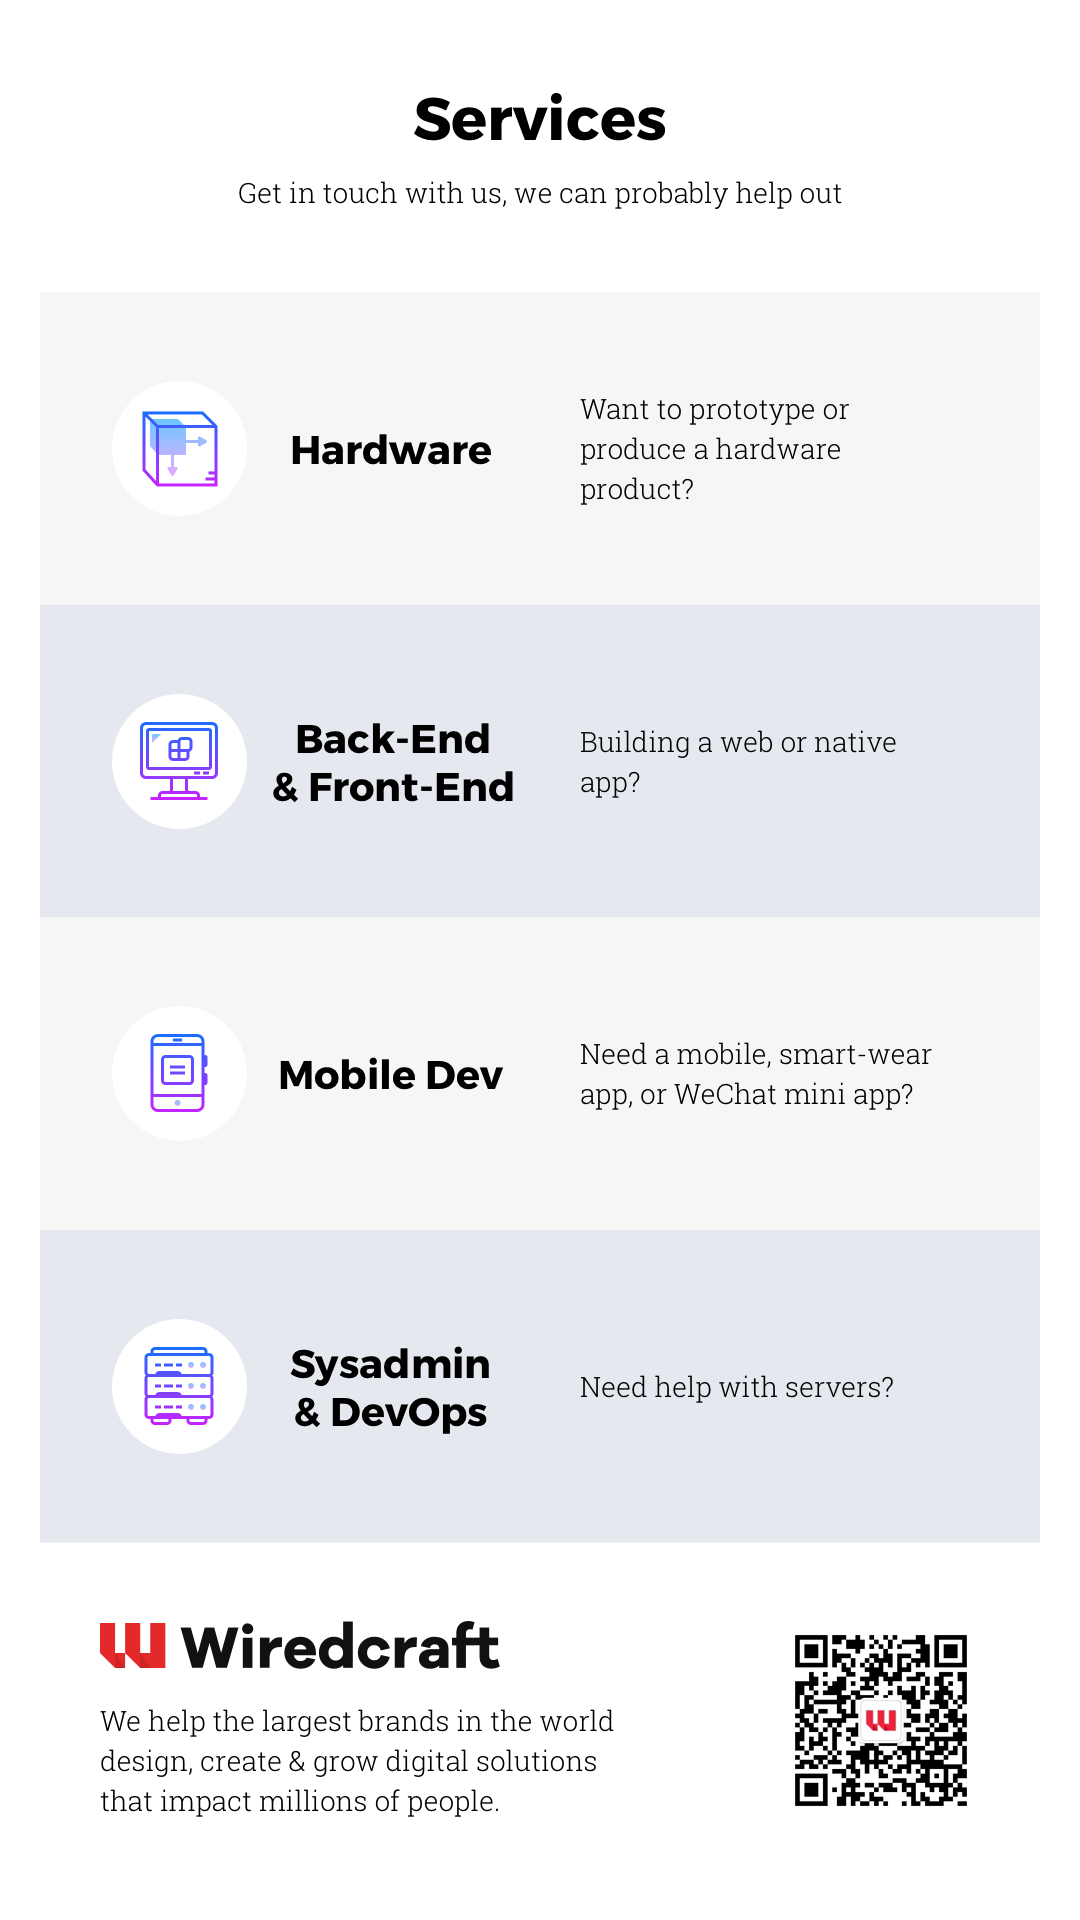 Services
Get in touch with us, we can probably help out
Hardware
Want to prototype or
produce a hardware
product?
Back-End
& Front-End
Building a web or native
app?
Mobile Dev
Need a mobile, smart-wear
app, or WeChat mini app?
Sysadmin
& DevOps
Need help with servers?
Wiredcraft
We help the largest brands in the world
design, create & grow digital solutions
that impact millions of people.